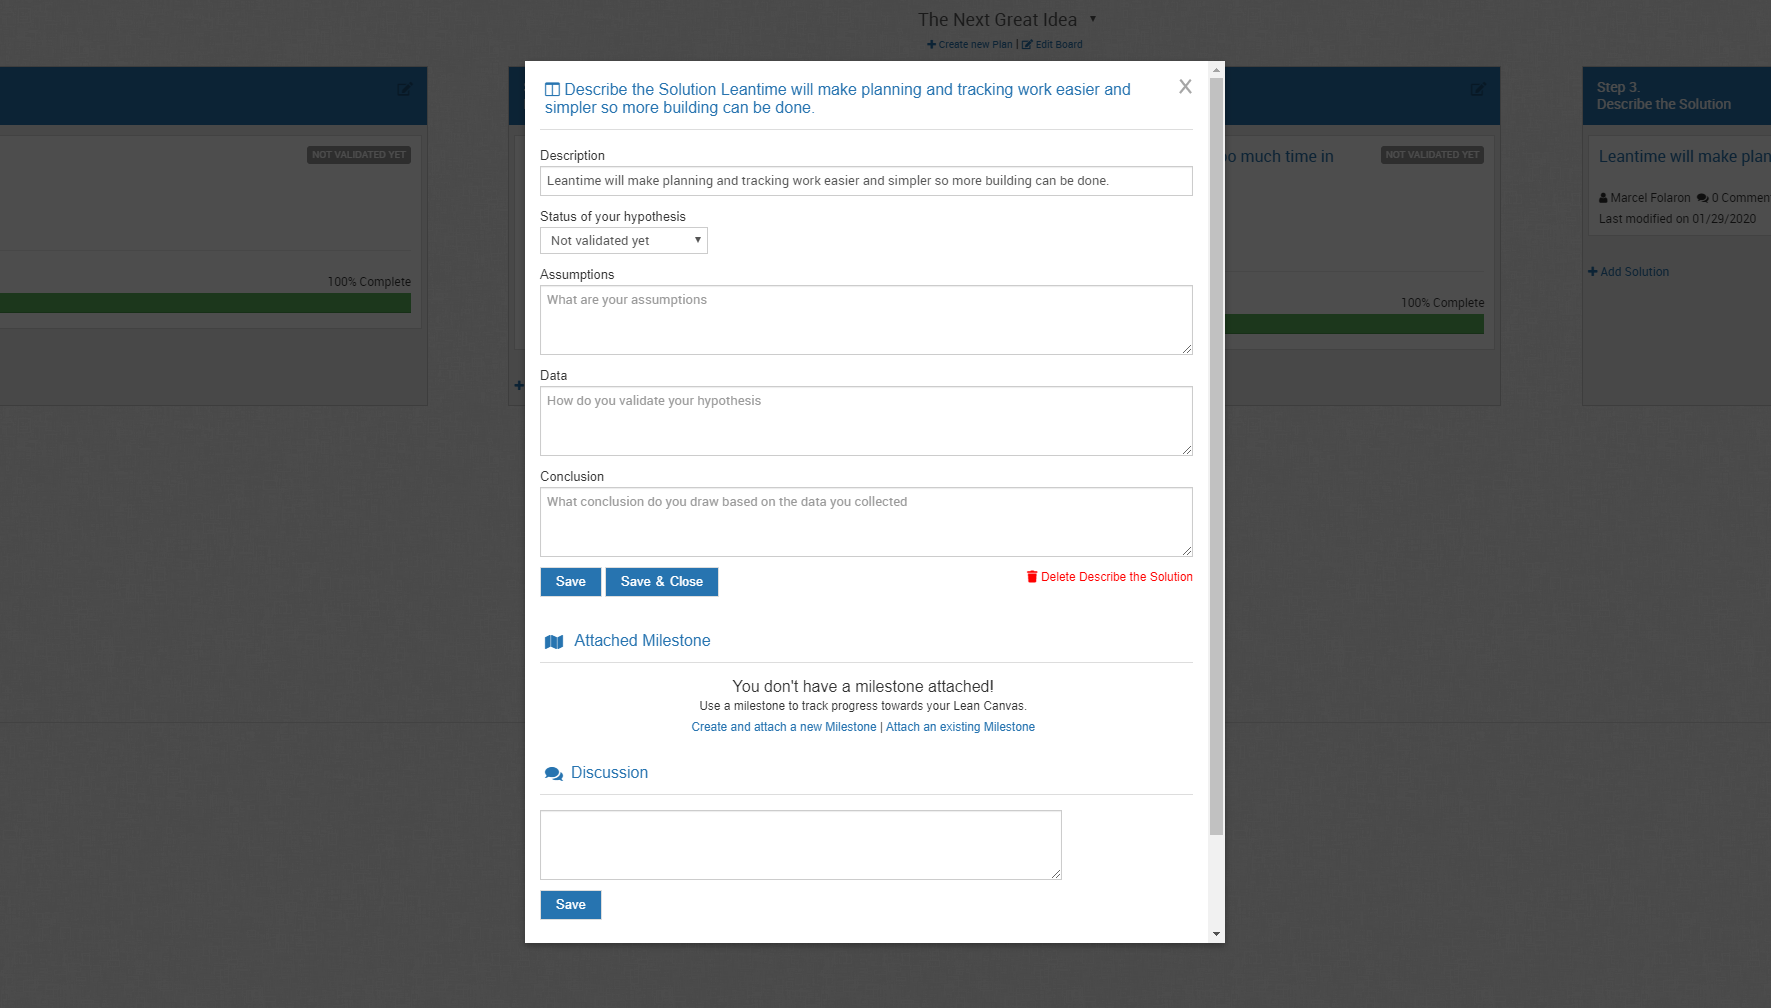 The Next Great Idea
Create new Plan | Edit Board
NOT VALIDATED YET
100% Complete
oo much time in
NOT VALIDATED YET
100% Complete
Step 3.
Describe the Solution
Leantime will make plan
Marcel Folaron 0 Commen
Last modified on 01/29/2020
Add Solution
Describe the Solution Leantime will make planning and tracking work easier and
simpler so more building can be done.
X
Description
Leantime will make planning and tracking work easier and simpler so more building can be done.
Status of your hypothesis
Not validated yet
Assumptions
What are your assumptions
Data
How do you validate your hypothesis
Conclusion
What conclusion do you draw based on the data you collected
Save Save & Close Delete Describe the Solution
Attached Milestone
You don't have a milestone attached!
Use a milestone to track progress towards your Lean Canvas.
Create and attach a new Milestone | Attach an existing Milestone
Discussion
Save